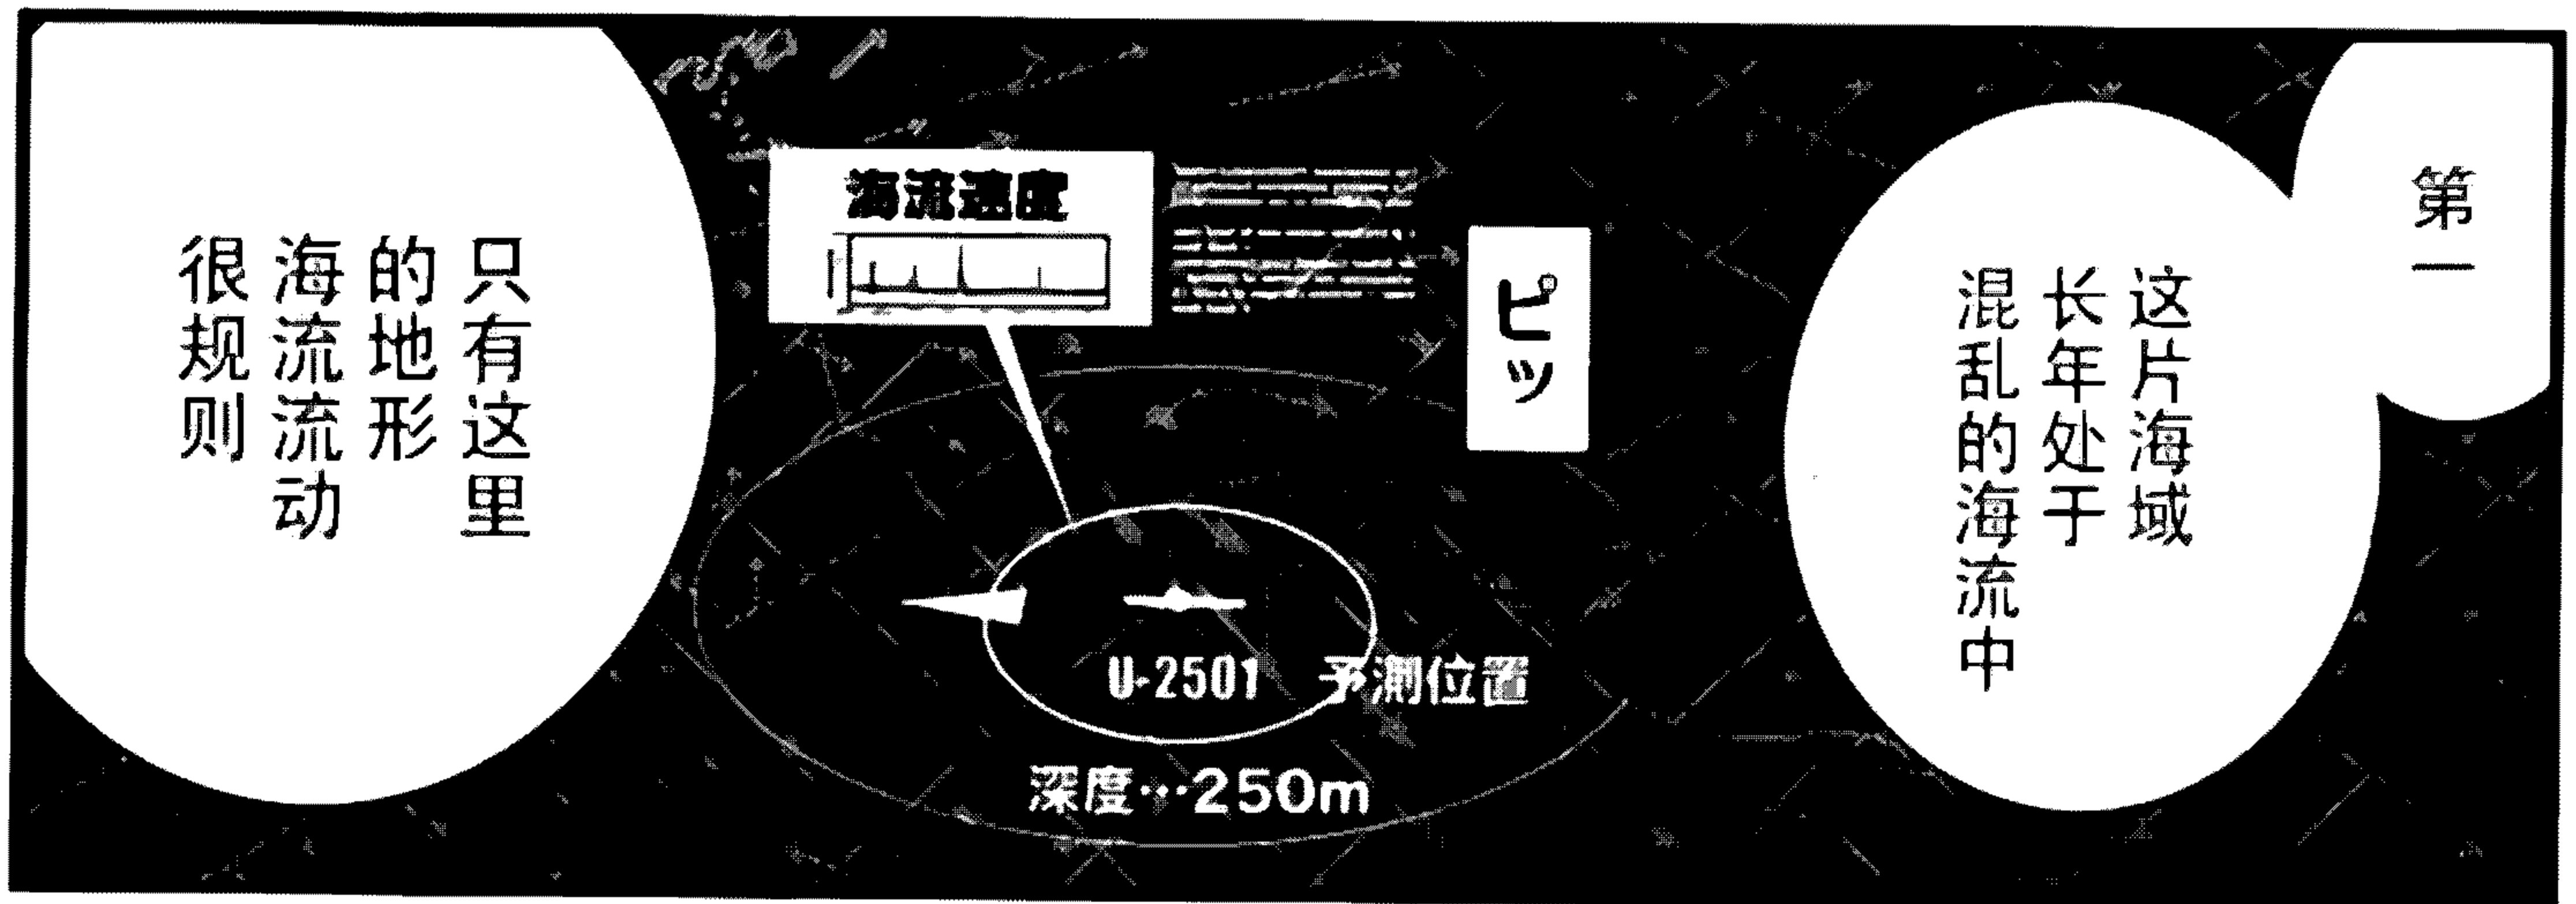 第一
这片海域
长年处于
混乱的海流中
ピッ
海流速度
U-2501 予測位置
深度…250m
只有这里
的地形
海流流动
很规则